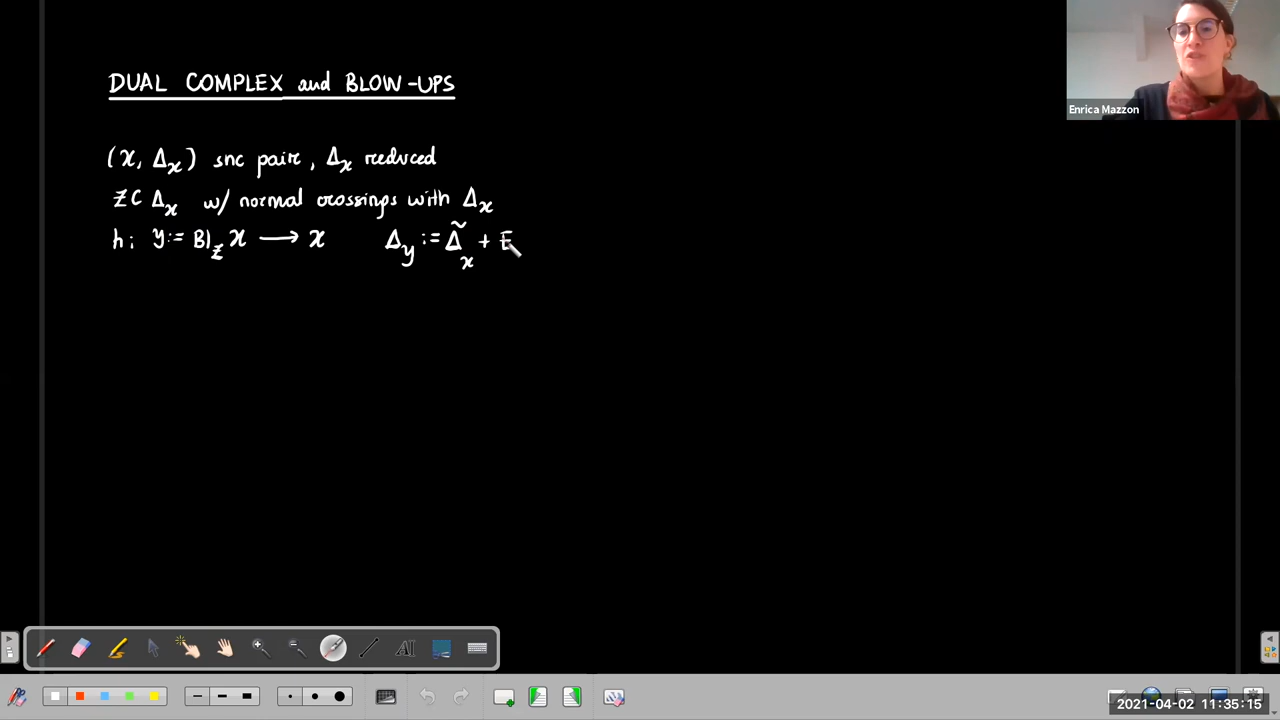 DUAL COMPLEX and BLOW-UPS
(X, Δ_X) snc pair, Δ_X reduced
Z ⊂ Δ_X w/ normal crossings with Δ_X
h: Y := Bl_Z X ⟶ X    Δ_Y := Δ̃_X + E
Enrica Mazzon
AI
2021-04-02 11:35:15